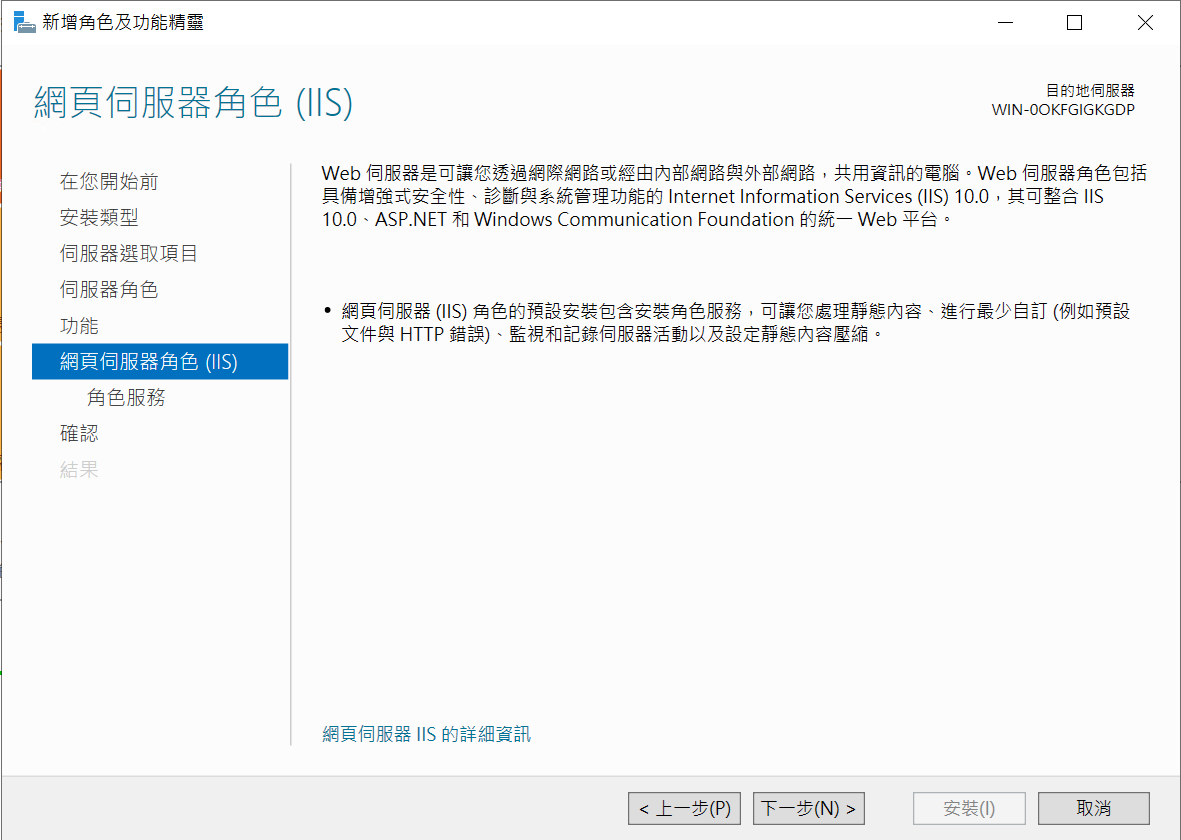 新增角色及功能精靈
網頁伺服器角色 (IIS)
目的地伺服器
WIN-0OKFGIGKGDP
在您開始前
安裝類型
伺服器選取項目
伺服器角色
功能
網頁伺服器角色 (IIS)
角色服務
確認
結果
Web 伺服器是可讓您透過網際網路或經由內部網路與外部網路，共用資訊的電腦。Web 伺服器角色包括
具備增強式安全性、診斷與系統管理功能的 Internet Information Services (IIS) 10.0，其可整合 IIS
10.0、ASP.NET 和 Windows Communication Foundation 的統一 Web 平台。
• 網頁伺服器 (IIS) 角色的預設安裝包含安裝角色服務，可讓您處理靜態內容、進行最少自訂 (例如預設
文件與 HTTP 錯誤)、監視和記錄伺服器活動以及設定靜態內容壓縮。
網頁伺服器 IIS 的詳細資訊
< 上一步(P)
下一步(N) >
安裝(I)
取消